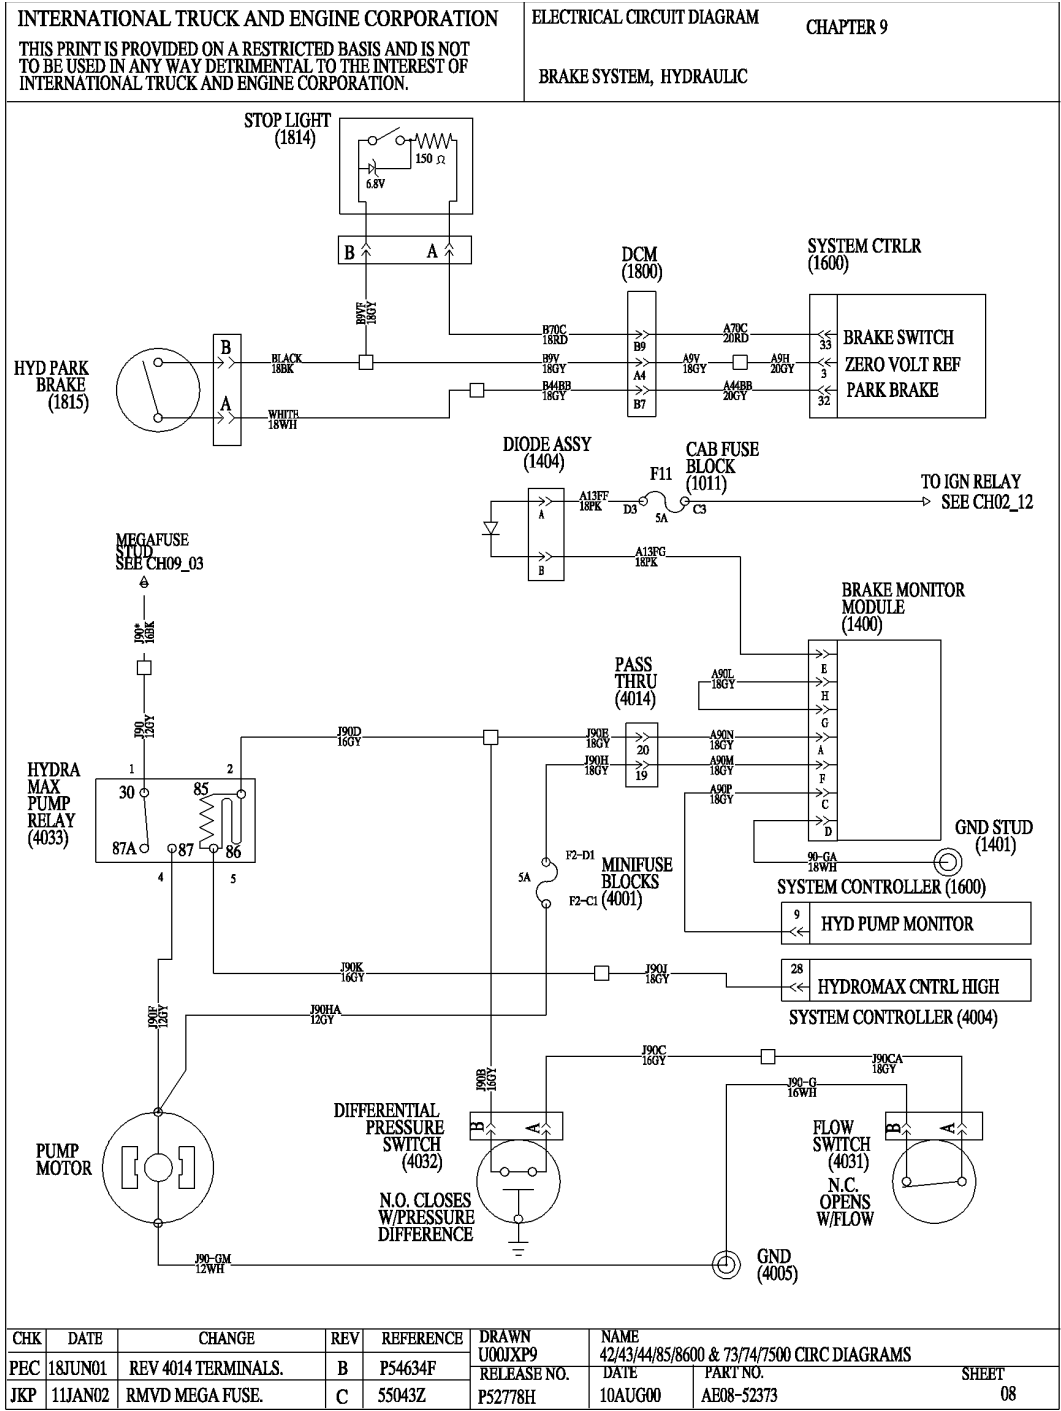 INTERNATIONAL TRUCK AND ENGINE CORPORATION
THIS PRINT IS PROVIDED ON A RESTRICTED BASIS AND IS NOT
TO BE USED IN ANY WAY DETRIMENTAL TO THE INTEREST OF
INTERNATIONAL TRUCK AND ENGINE CORPORATION.
ELECTRICAL CIRCUIT DIAGRAM
CHAPTER 9
BRAKE SYSTEM, HYDRAULIC
STOP LIGHT
(1814)
150 Ω
6.8V
B
A
B9VF
18GY
DCM
(1800)
SYSTEM CTRLR
(1600)
B70C
18RD
B9
A70C
20RD
33
BRAKE SWITCH
HYD PARK
BRAKE
(1815)
B
BLACK
18BK
B9V
18GY
A4
A9V
18GY
A9H
20GY
3
ZERO VOLT REF
A
WHITE
18WH
B44BB
18GY
B7
A44BB
20GY
32
PARK BRAKE
DIODE ASSY
(1404)
A
B
A13FF
18PK
D3
F11
5A
C3
CAB FUSE
BLOCK
(1011)
TO IGN RELAY
SEE CH02_12
A13FG
18PK
MEGAFUSE
STUD
SEE CH09_03
J90*
16BK
J90
12GY
BRAKE MONITOR
MODULE
(1400)
E
H
G
A
F
C
D
PASS
THRU
(4014)
20
19
A90L
18GY
J90D
16GY
J90E
18GY
A90N
18GY
J90H
18GY
A90M
18GY
A90P
18GY
90-GA
18WH
GND STUD
(1401)
HYDRA
MAX
PUMP
RELAY
(4033)
1
2
30
85
87A
87
86
4
5
5A
F2-D1
F2-C1
MINIFUSE
BLOCKS
(4001)
SYSTEM CONTROLLER (1600)
9
HYD PUMP MONITOR
28
HYDROMAX CNTRL HIGH
SYSTEM CONTROLLER (4004)
J90K
16GY
J90J
18GY
J90F
12GY
J90HA
12GY
J90B
16GY
J90C
16GY
J90CA
18GY
J90-G
16WH
PUMP
MOTOR
DIFFERENTIAL
PRESSURE
SWITCH
(4032)
B
A
N.O. CLOSES
W/PRESSURE
DIFFERENCE
FLOW
SWITCH
(4031)
B
A
N.C.
OPENS
W/FLOW
J90-GM
12WH
GND
(4005)
CHK DATE CHANGE REV REFERENCE
PEC 18JUN01 REV 4014 TERMINALS. B P54634F
JKP 11JAN02 RMVD MEGA FUSE. C 55043Z
DRAWN
U00JXP9
RELEASE NO.
P52778H
NAME
42/43/44/85/8600 & 73/74/7500 CIRC DIAGRAMS
DATE
10AUG00
PART NO.
AE08-52373
SHEET
08